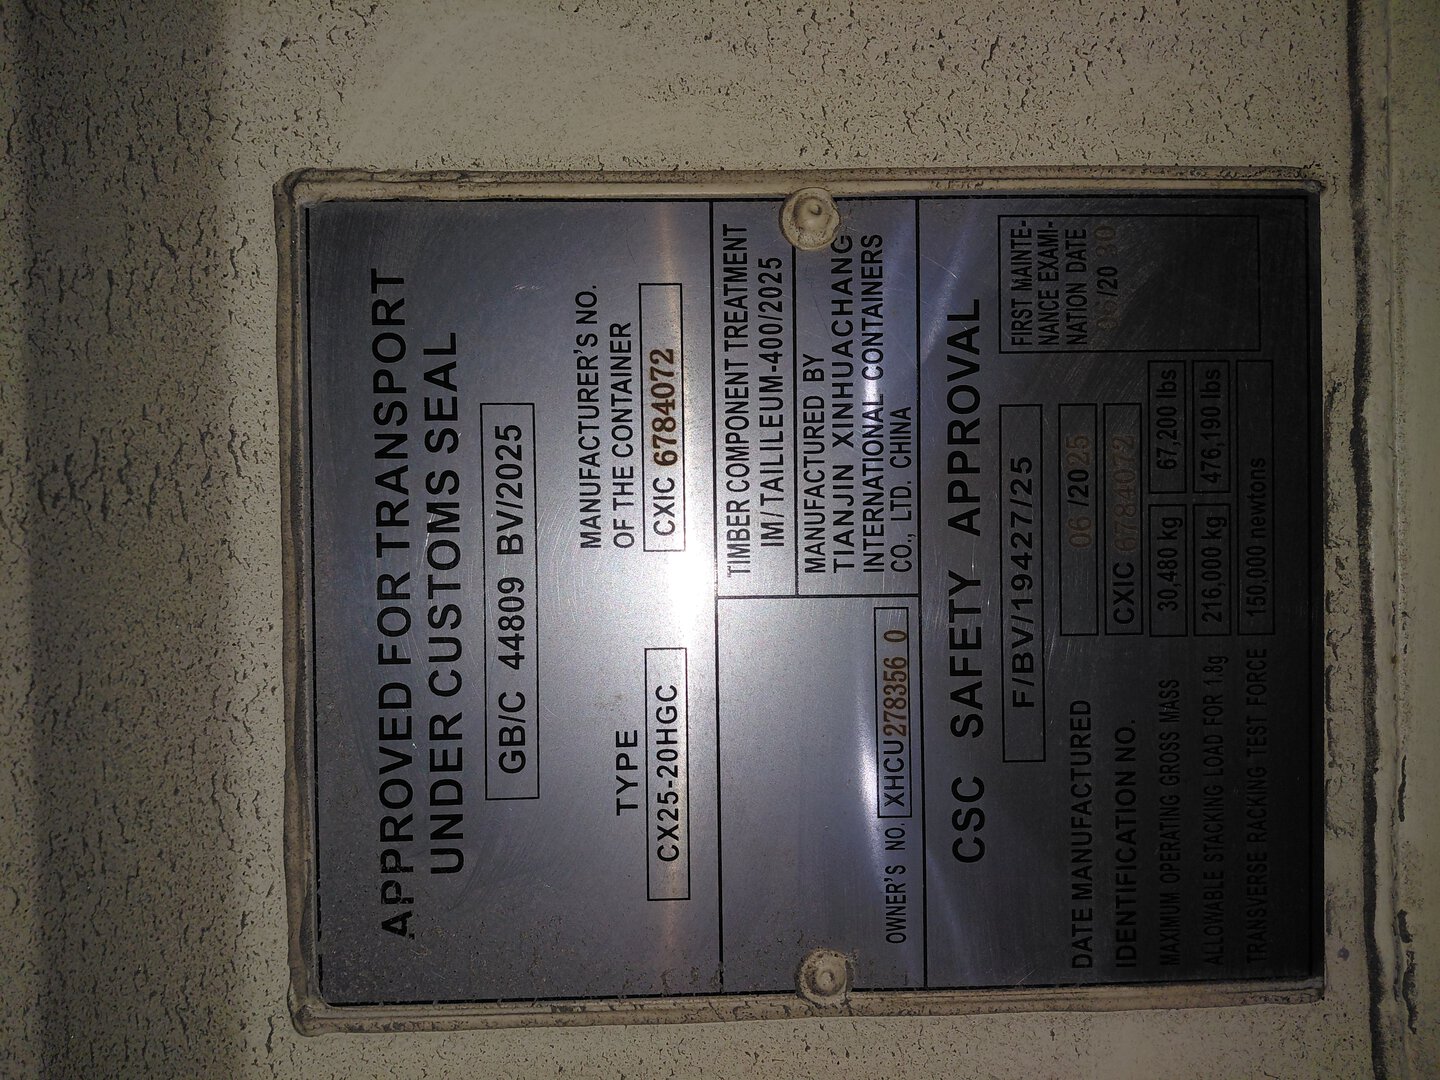 APPROVED FOR TRANSPORT
UNDER CUSTOMS SEAL
GB/C 44809 BV/2025
TYPE
CX25-20HGC
MANUFACTURER'S NO.
OF THE CONTAINER
CXIC 6784072
TIMBER COMPONENT TREATMENT
IM/TAILILEUM-400/2025
MANUFACTURED BY
TIANJIN XINHUACHANG
INTERNATIONAL CONTAINERS
CO., LTD. CHINA
OWNER'S NO. XHCU 278356 0
CSC SAFETY APPROVAL
F/BV/19427/25
DATE MANUFACTURED 06 /20 25
IDENTIFICATION NO. CXIC 6784072
MAXIMUM OPERATING GROSS MASS 30,480 kg 67,200 lbs
ALLOWABLE STACKING LOAD FOR 1.8g 216,000 kg 476,190 lbs
TRANSVERSE RACKING TEST FORCE 150,000 newtons
FIRST MAINTE-
NANCE EXAMI-
NATION DATE
/20 30